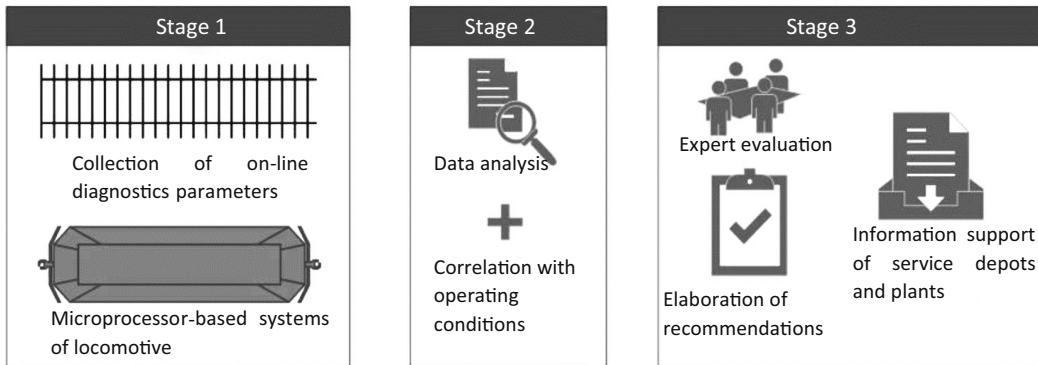 Stage 1
Collection of on-line
diagnostics parameters
Microprocessor-based systems
of locomotive
Stage 2
Data analysis
+
Correlation with
operating
conditions
Stage 3
Expert evaluation
Elaboration of
recommendations
Information support
of service depots
and plants